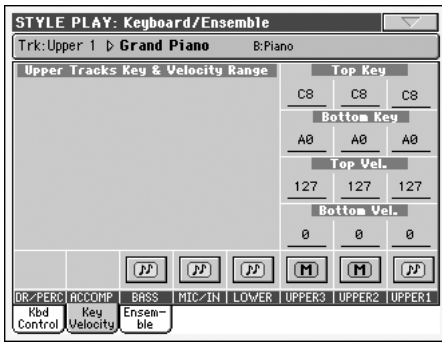 STYLE PLAY: Keyboard/Ensemble
Trk: Upper 1 Grand Piano B:Piano
Upper Tracks Key & Velocity Range
Top Key
C8 C8 C8
Bottom Key
A0 A0 A0
Top Vel.
127 127 127
Bottom Vel.
0 0 0
M M
DR/PERC ACCOMP BASS MIC/IN LOWER UPPER3 UPPER2 UPPER1
Kbd Control
Key Velocity
Ensem-ble